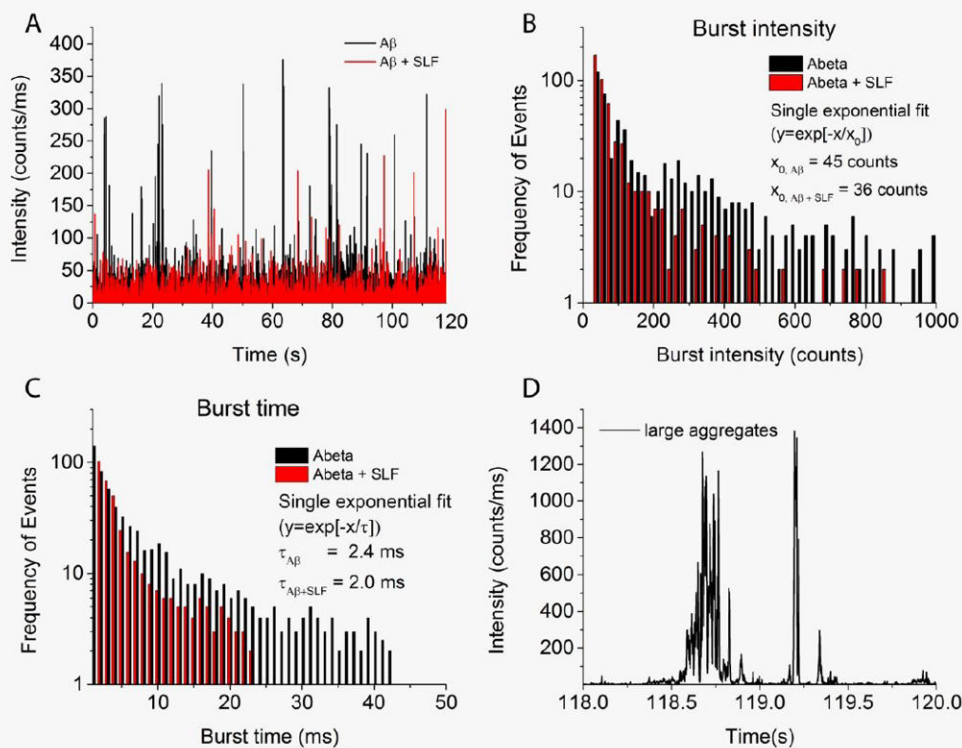 A
Aβ
Aβ + SLF
400
350
300
250
200
150
100
50
0
Intensity (counts/ms)
0 20 40 60 80 100 120
Time (s)
B
Burst intensity
Abeta
Abeta + SLF
Single exponential fit
(y=exp[-x/x0])
x0, Aβ = 45 counts
x0, Aβ + SLF = 36 counts
100
10
1
Frequency of Events
0 200 400 600 800 1000
Burst intensity (counts)
C
Burst time
Abeta
Abeta + SLF
Single exponential fit
(y=exp[-x/τ])
τAβ = 2.4 ms
τAβ+SLF = 2.0 ms
100
10
1
Frequency of Events
10 20 30 40 50
Burst time (ms)
D
large aggregates
1400
1200
1000
800
600
400
200
Intensity (counts/ms)
118.0 118.5 119.0 119.5 120.0
Time(s)